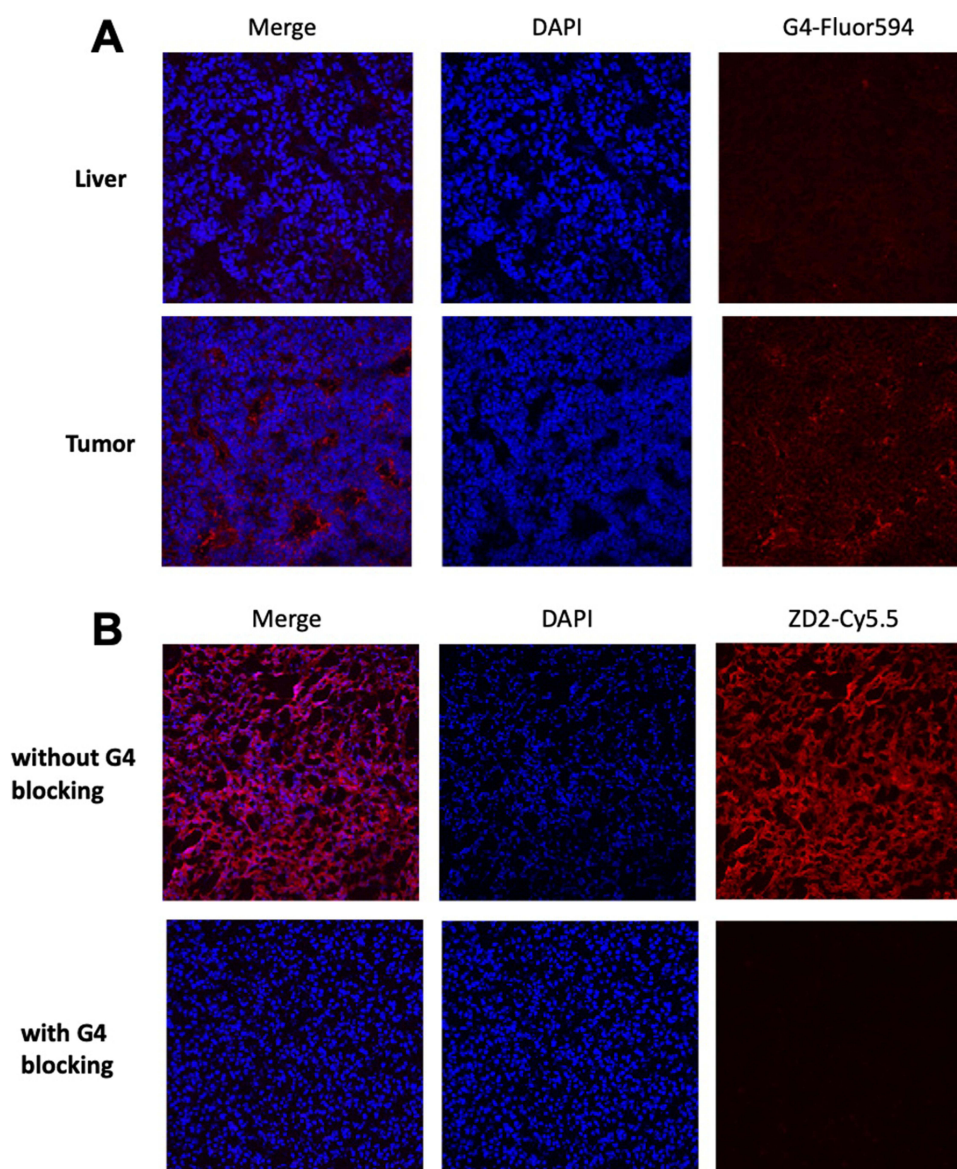 A
Merge
DAPI
G4-Fluor594
Liver
Tumor
B
Merge
DAPI
ZD2-Cy5.5
without G4
blocking
with G4
blocking